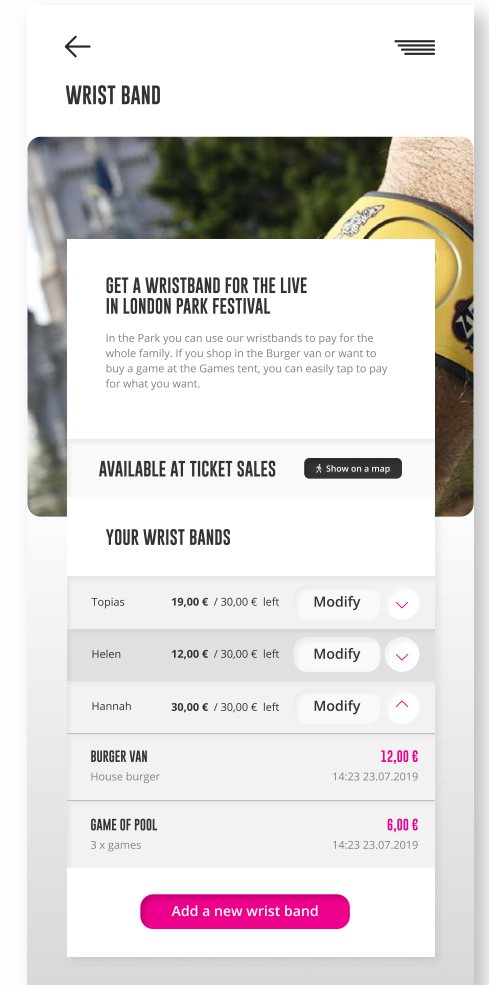 WRIST BAND
GET A WRISTBAND FOR THE LIVE
IN LONDON PARK FESTIVAL
In the Park you can use our wristbands to pay for the
whole family. If you shop in the Burger van or want to
buy a game at the Games tent, you can easily tap to pay
for what you want.
AVAILABLE AT TICKET SALES Show on a map
YOUR WRIST BANDS
Topias 19,00 € / 30,00 € left Modify
Helen 12,00 € / 30,00 € left Modify
Hannah 30,00 € / 30,00 € left Modify
BURGER VAN 12,00 €
House burger 14:23 23.07.2019
GAME OF POOL 6,00 €
3 x games 14:23 23.07.2019
Add a new wrist band